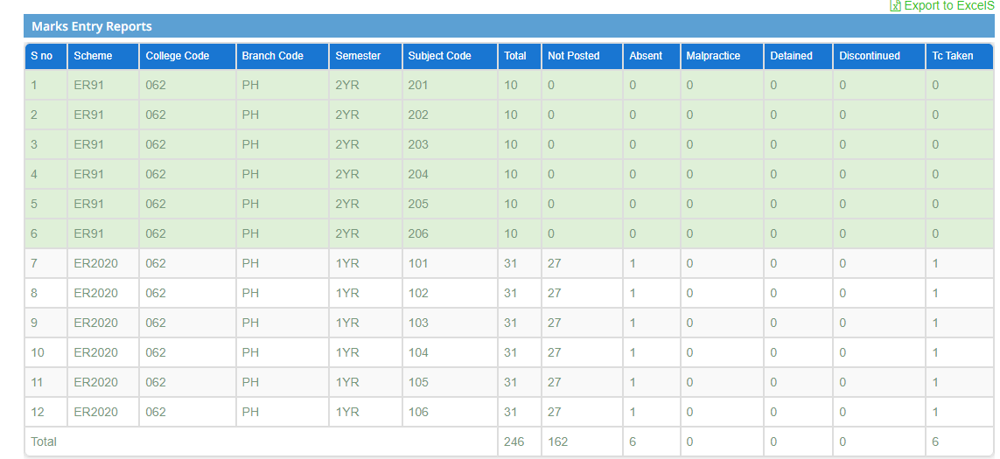 Export to ExcelS
Marks Entry Reports
S no Scheme College Code Branch Code Semester Subject Code Total Not Posted Absent Malpractice Detained Discontinued Tc Taken
1 ER91 062 PH 2YR 201 10 0 0 0 0 0 0
2 ER91 062 PH 2YR 202 10 0 0 0 0 0 0
3 ER91 062 PH 2YR 203 10 0 0 0 0 0 0
4 ER91 062 PH 2YR 204 10 0 0 0 0 0 0
5 ER91 062 PH 2YR 205 10 0 0 0 0 0 0
6 ER91 062 PH 2YR 206 10 0 0 0 0 0 0
7 ER2020 062 PH 1YR 101 31 27 1 0 0 0 1
8 ER2020 062 PH 1YR 102 31 27 1 0 0 0 1
9 ER2020 062 PH 1YR 103 31 27 1 0 0 0 1
10 ER2020 062 PH 1YR 104 31 27 1 0 0 0 1
11 ER2020 062 PH 1YR 105 31 27 1 0 0 0 1
12 ER2020 062 PH 1YR 106 31 27 1 0 0 0 1
Total 246 162 6 0 0 0 6